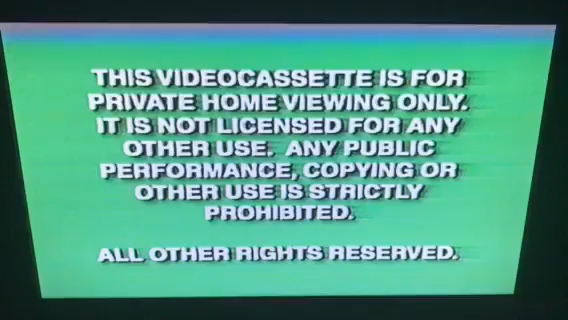 THIS VIDEOCASSETTE IS FOR
PRIVATE HOME VIEWING ONLY.
IT IS NOT LICENSED FOR ANY
OTHER USE. ANY PUBLIC
PERFORMANCE, COPYING OR
OTHER USE IS STRICTLY
PROHIBITED.
ALL OTHER RIGHTS RESERVED.